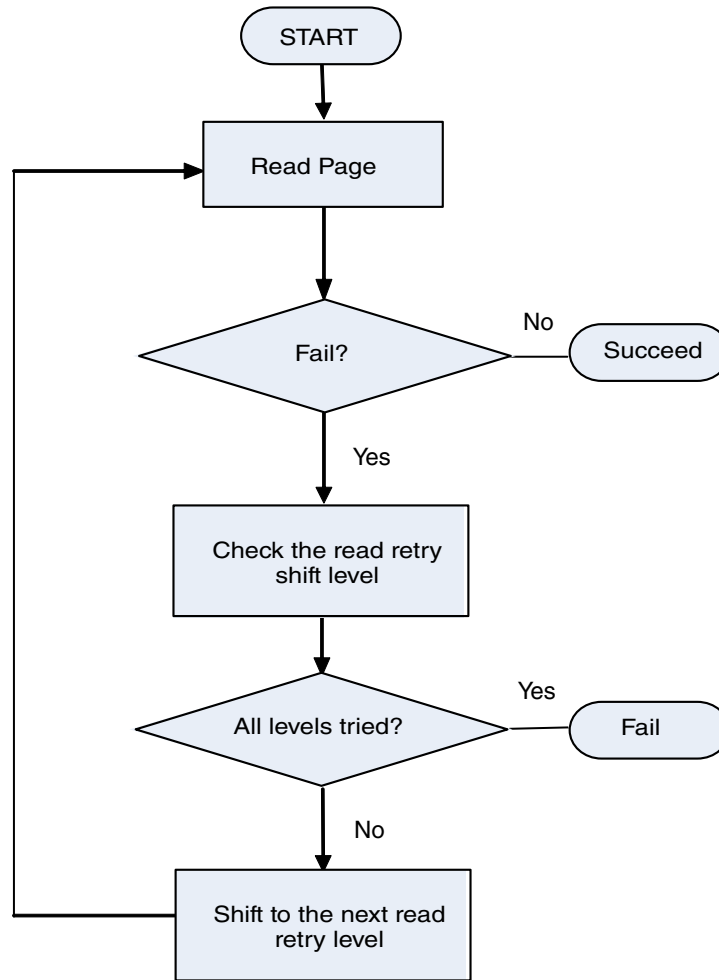 START
Read Page
Fail?
No
Succeed
Yes
Check the read retry
shift level
All levels tried?
Yes
Fail
No
Shift to the next read
retry level